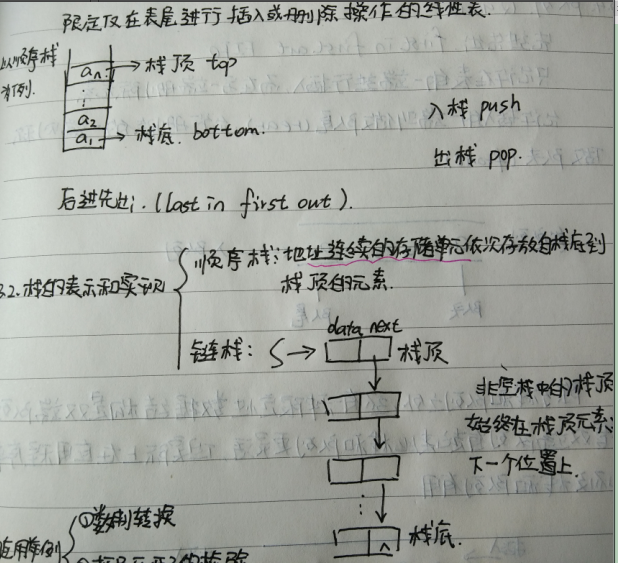 限定仅在表尾进行插入或删除操作的线性表.
以顺序栈
为例.
an → 栈顶 top
⋮
a2
a1 → 栈底 bottom.
入栈 push
出栈 pop.
后进先出. (last in first out).
3.2. 栈的表示和实现
顺序栈: 地址连续的存储单元依次存放自栈底到
栈顶的元素.
链栈: S → data next 栈顶
非空栈中的栈顶
始终在栈顶元素
下一个位置上.
⋮
∧ 栈底.
应用举例
①数制转换